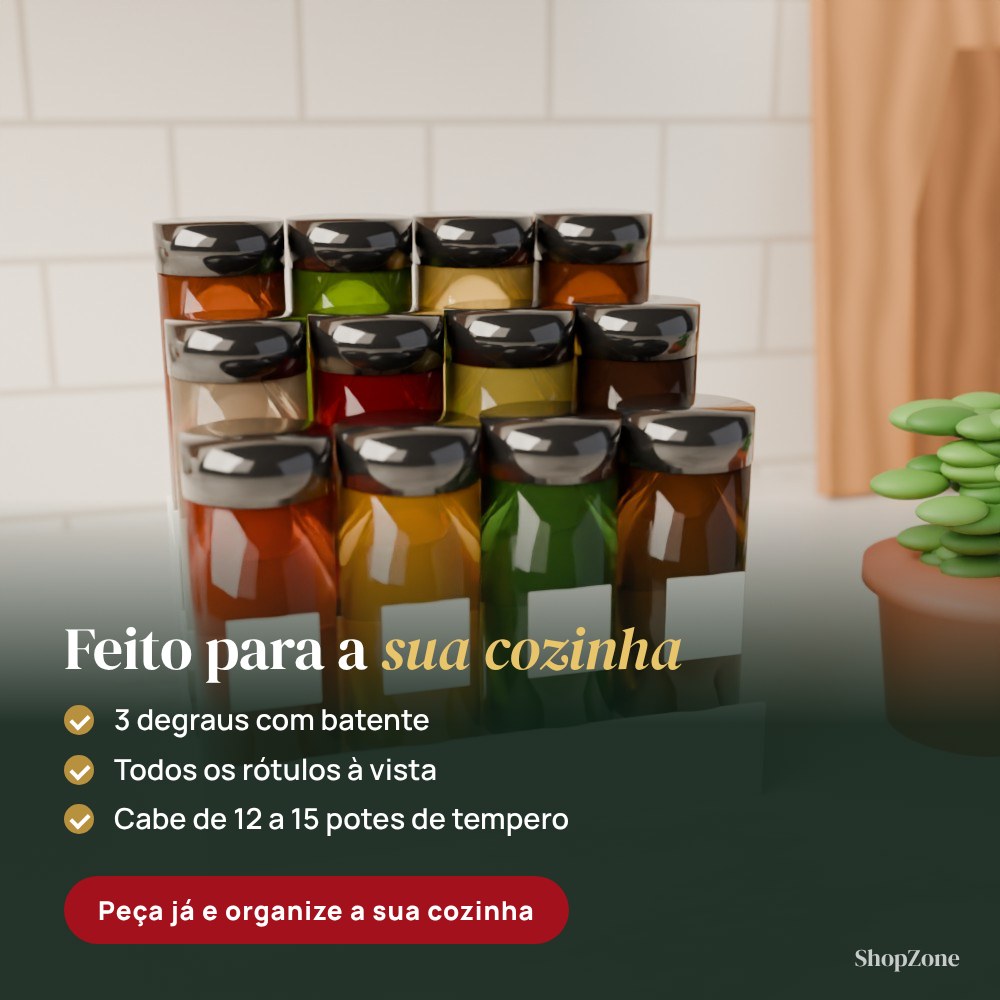 Feito para a sua cozinha
3 degraus com batente
Todos os rótulos à vista
Cabe de 12 a 15 potes de tempero
Peça já e organize a sua cozinha
ShopZone